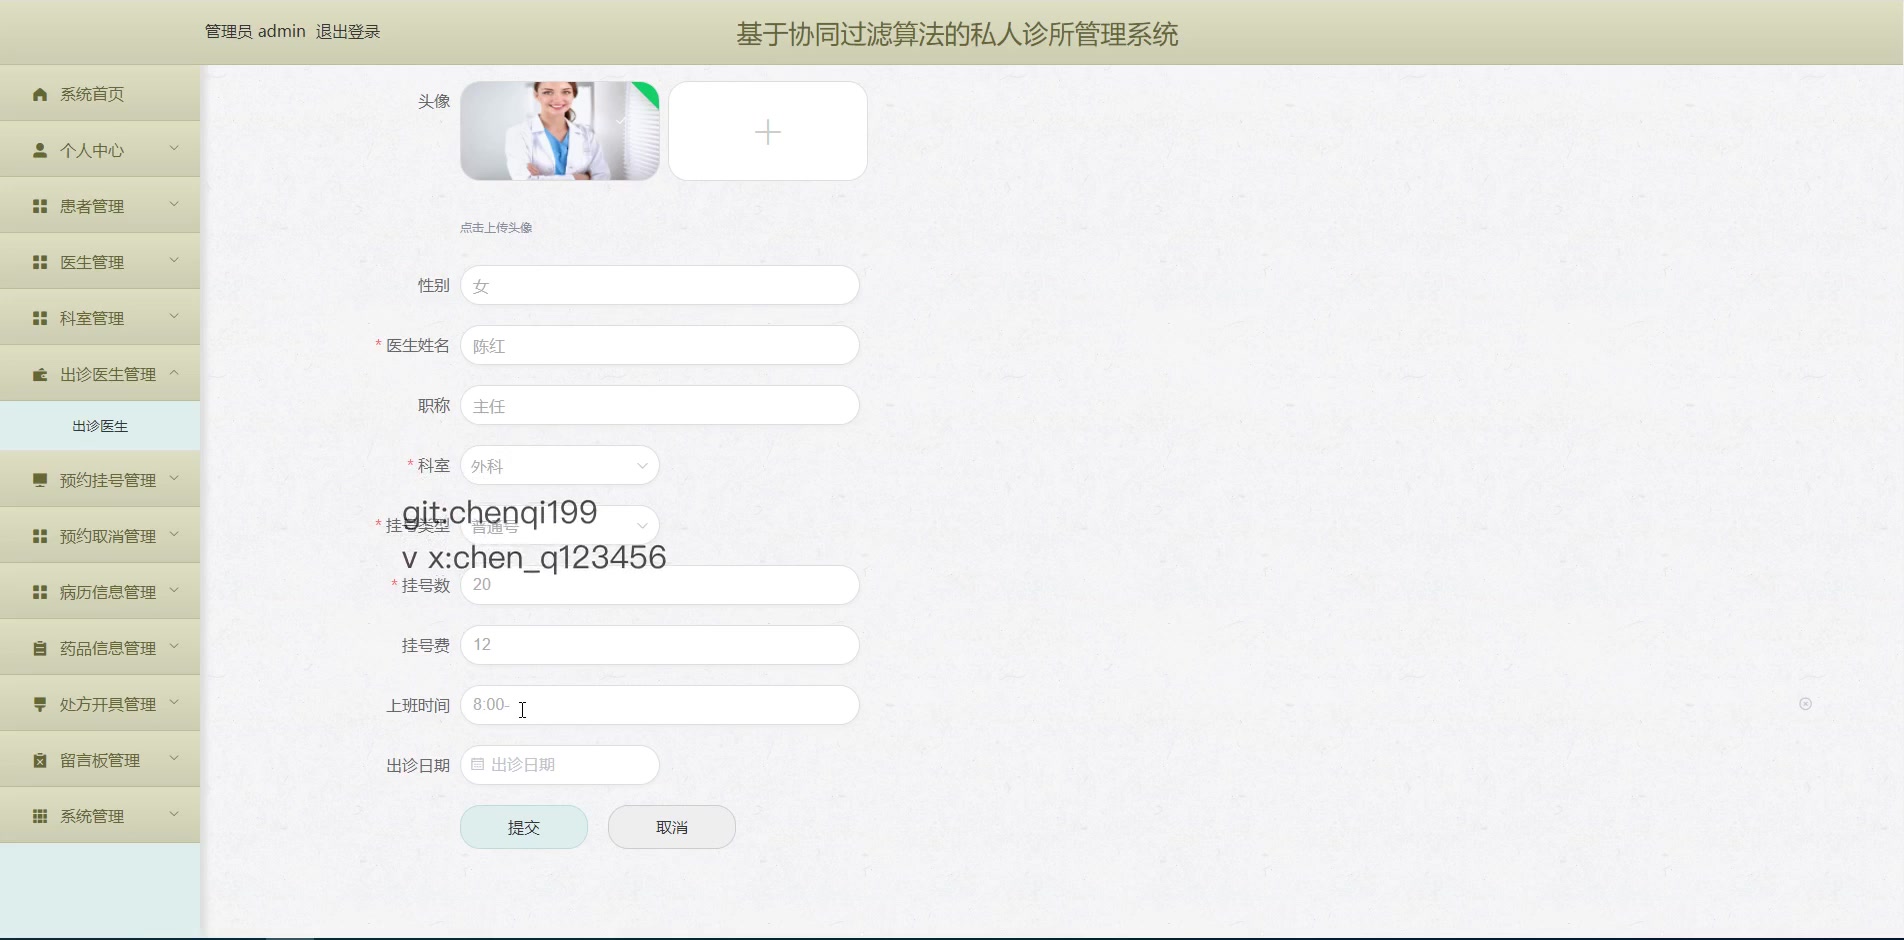 管理员 admin 退出登录
基于协同过滤算法的私人诊所管理系统
系统首页
个人中心
患者管理
医生管理
科室管理
出诊医生管理
出诊医生
预约挂号管理
预约取消管理
病历信息管理
药品信息管理
处方开具管理
留言板管理
系统管理
头像
点击上传头像
性别 女
* 医生姓名 陈红
职称 主任
* 科室 外科
git:chenqi199
* 挂号类型 普通号
v x:chen_q123456
* 挂号数 20
挂号费 12
上班时间 8:00-
出诊日期 出诊日期
提交 取消